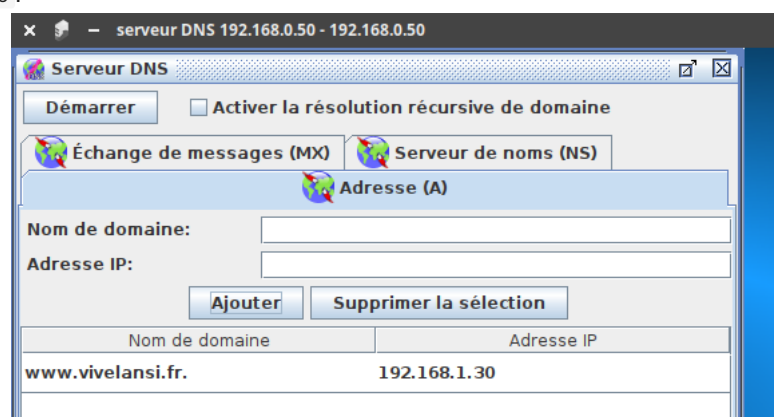 serveur DNS 192.168.0.50 - 192.168.0.50
Serveur DNS
Démarrer Activer la résolution récursive de domaine
Échange de messages (MX) Serveur de noms (NS)
Adresse (A)
Nom de domaine:
Adresse IP:
Ajouter Supprimer la sélection
Nom de domaine Adresse IP
www.vivelansi.fr. 192.168.1.30